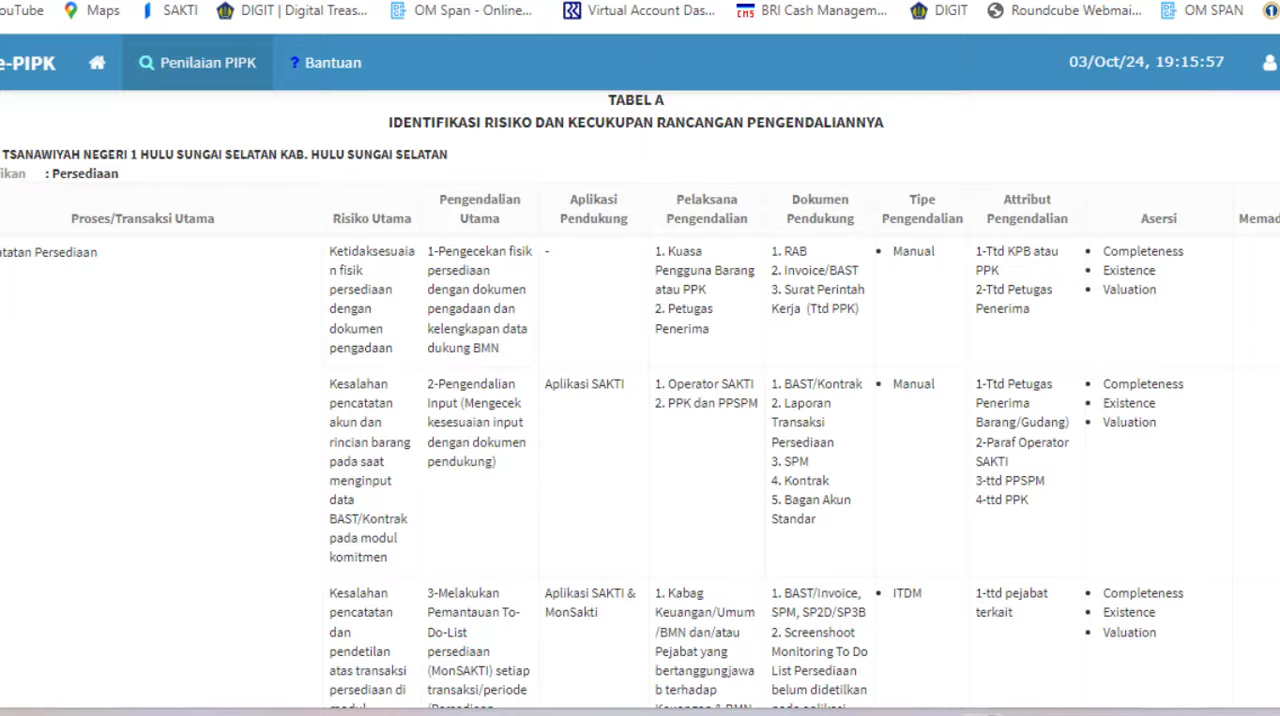 ouTube Maps SAKTI DIGIT | Digital Treas... OM Span - Online... Virtual Account Das... BRI Cash Managem... DIGIT Roundcube Webmai... OM SPAN
e-PIPK Penilaian PIPK ? Bantuan 03/Oct/24, 19:15:57
TABEL A
IDENTIFIKASI RISIKO DAN KECUKUPAN RANCANGAN PENGENDALIANNYA
TSANAWIYAH NEGERI 1 HULU SUNGAI SELATAN KAB. HULU SUNGAI SELATAN
ikan : Persediaan
Proses/Transaksi Utama
Risiko Utama
Pengendalian
Utama
Aplikasi
Pendukung
Pelaksana
Pengendalian
Dokumen
Pendukung
Tipe
Pengendalian
Attribut
Pengendalian
Asersi
Memad
atatan Persediaan
Ketidaksesuaia
n fisik
persediaan
dengan
dokumen
pengadaan
1-Pengecekan fisik
persediaan
dengan dokumen
pengadaan dan
kelengkapan data
dukung BMN
-
1. Kuasa
Pengguna Barang
atau PPK
2. Petugas
Penerima
1. RAB
2. Invoice/BAST
3. Surat Perintah
Kerja (Ttd PPK)
• Manual
1-Ttd KPB atau
PPK
2-Ttd Petugas
Penerima
• Completeness
• Existence
• Valuation
Kesalahan
pencatatan
akun dan
rincian barang
pada saat
menginput
data
BAST/Kontrak
pada modul
komitmen
2-Pengendalian
Input (Mengecek
kesesuaian input
dengan dokumen
pendukung)
Aplikasi SAKTI
1. Operator SAKTI
2. PPK dan PPSPM
1. BAST/Kontrak
2. Laporan
Transaksi
Persediaan
3. SPM
4. Kontrak
5. Bagan Akun
Standar
• Manual
1-Ttd Petugas
Penerima
Barang/Gudang)
2-Paraf Operator
SAKTI
3-ttd PPSPM
4-ttd PPK
• Completeness
• Existence
• Valuation
Kesalahan
pencatatan
dan
pendetilan
atas transaksi
persediaan di
modul
3-Melakukan
Pemantauan To-
Do-List
persediaan
(MonSAKTI) setiap
transaksi/periode
(Persediaan
Aplikasi SAKTI &
MonSakti
1. Kabag
Keuangan/Umum
/BMN dan/atau
Pejabat yang
bertanggungjawa
b terhadap
Keuangan & BMN
1. BAST/Invoice,
SPM, SP2D/SP3B
2. Screenshoot
Monitoring To Do
List Persediaan
belum didetilkan
pada aplikasi
• ITDM
1-ttd pejabat
terkait
• Completeness
• Existence
• Valuation